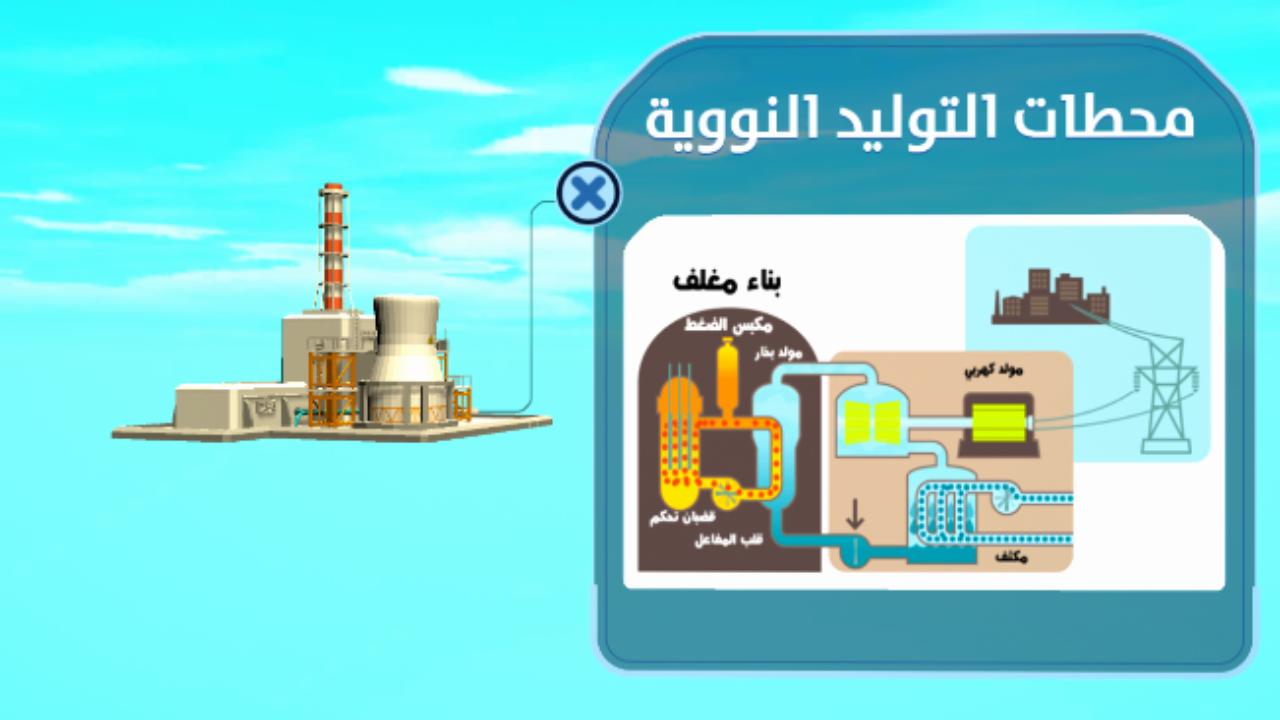 محطات التوليد النووية
بناء مغلف
مكبس الضغط
مولد بخار
مولد كهربي
قضبان تحكم
قلب المفاعل
مكثف